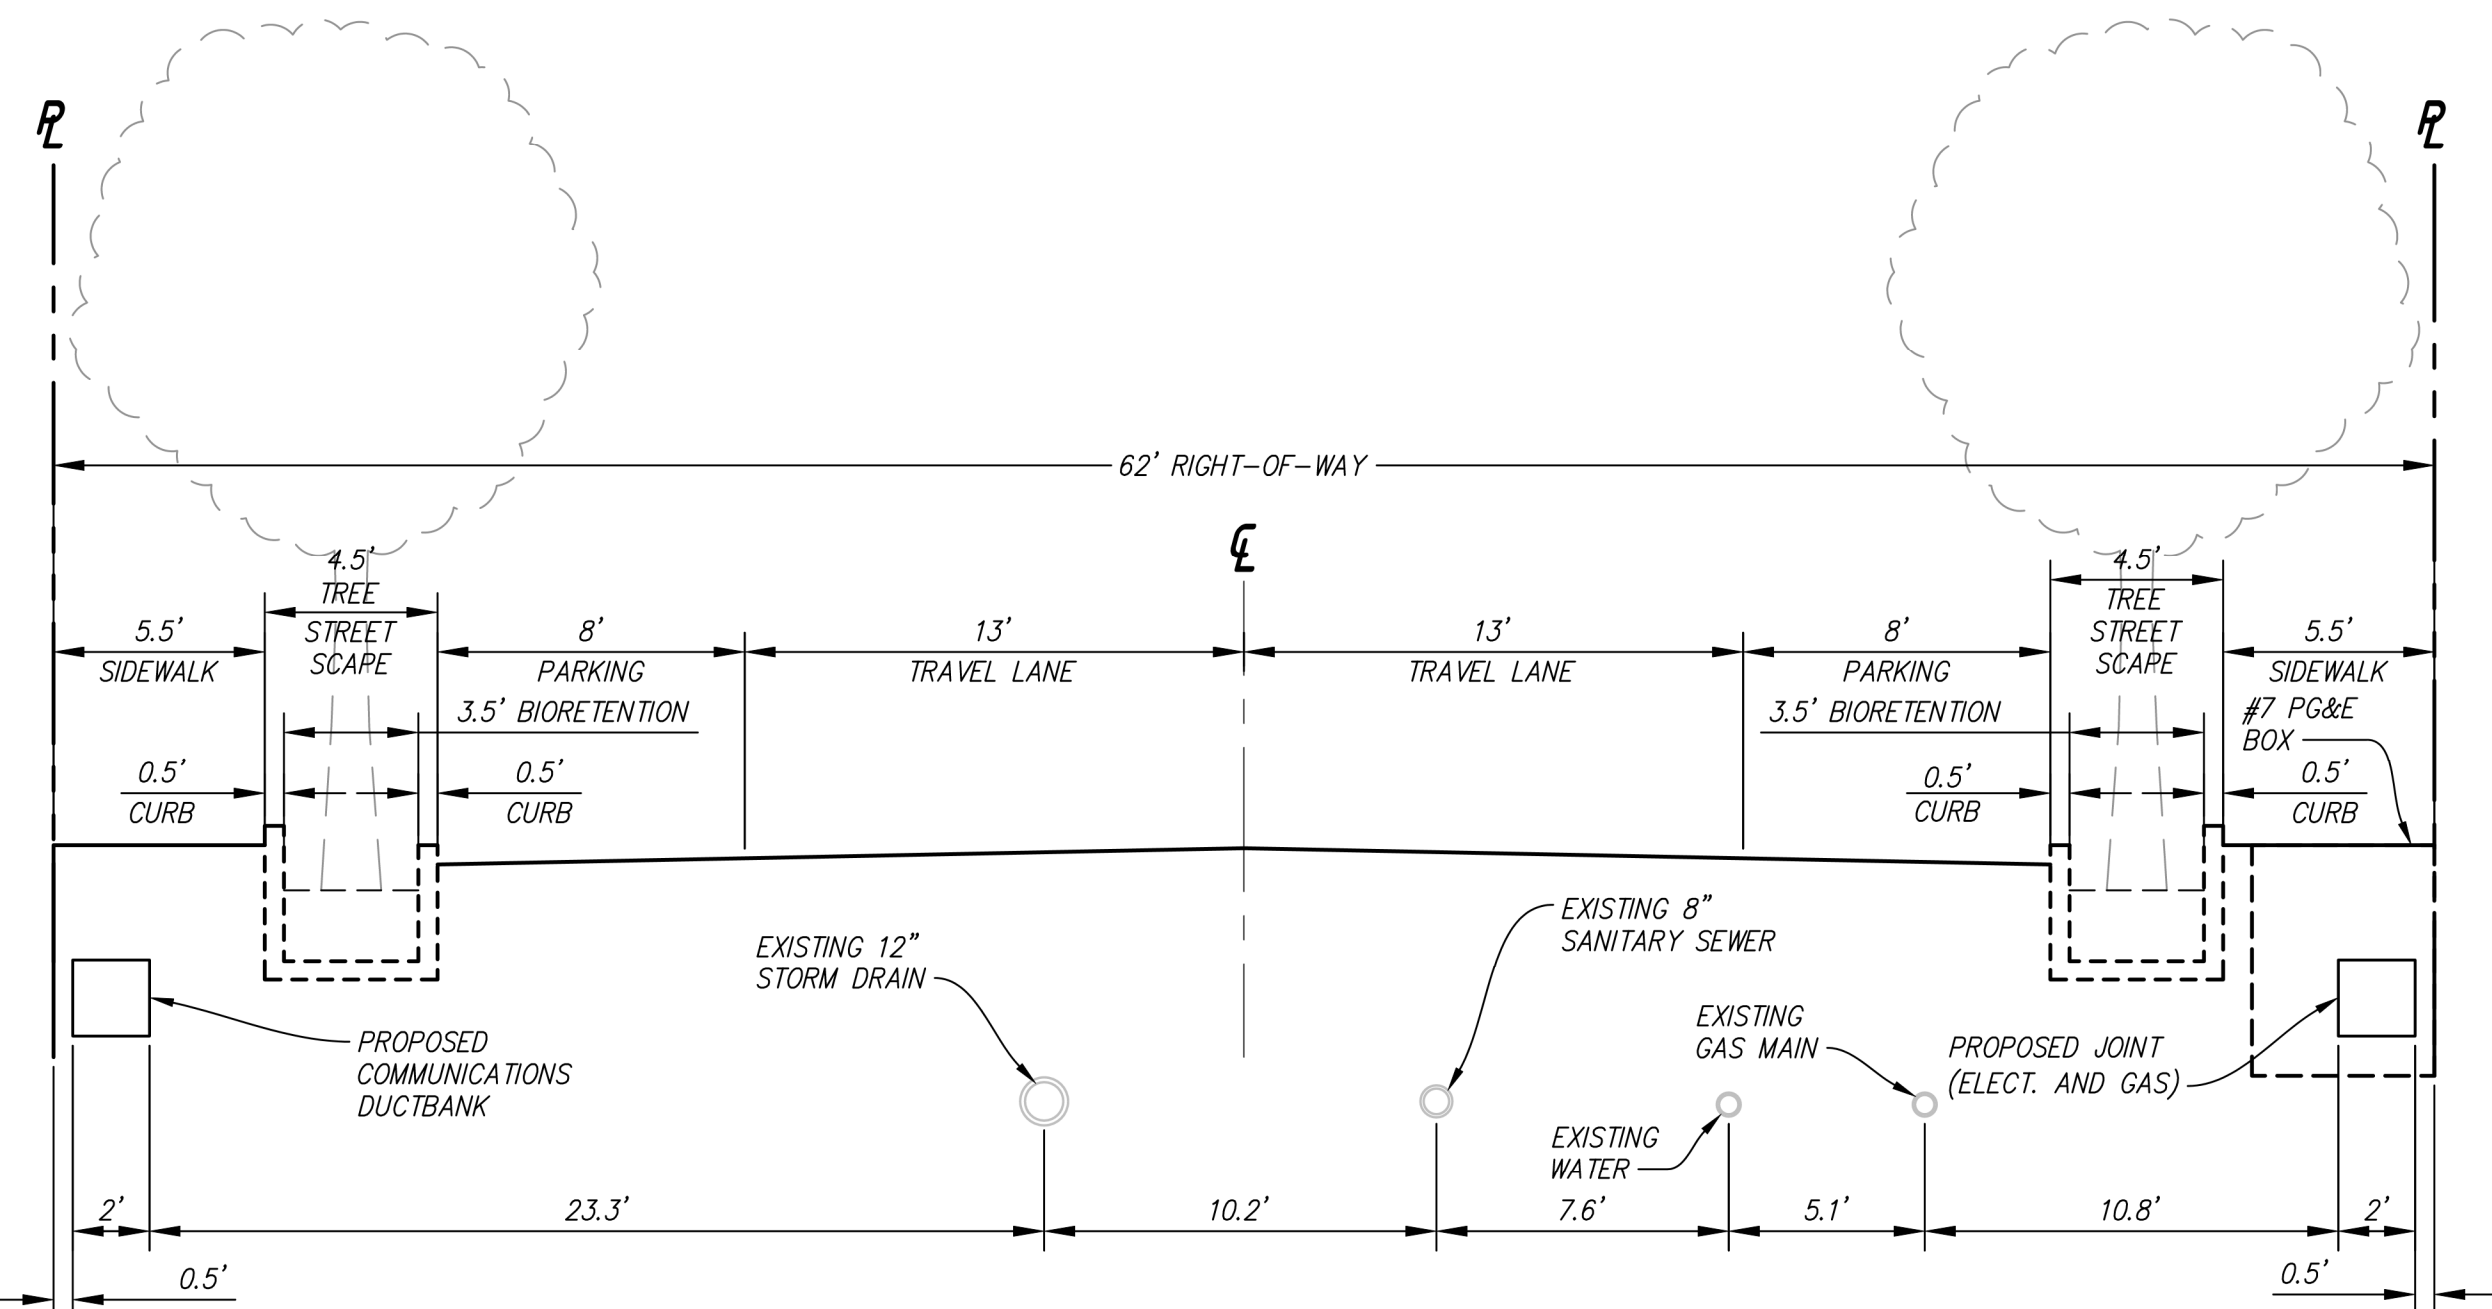 PL
PL
62' RIGHT-OF-WAY
CL
4.5'
TREE
STREET
SCAPE
4.5'
TREE
STREET
SCAPE
5.5'
SIDEWALK
8'
PARKING
13'
TRAVEL LANE
13'
TRAVEL LANE
8'
PARKING
5.5'
SIDEWALK
3.5' BIORETENTION
3.5' BIORETENTION
#7 PG&E
BOX
0.5'
CURB
0.5'
CURB
0.5'
CURB
0.5'
CURB
EXISTING 12"
STORM DRAIN
EXISTING 8"
SANITARY SEWER
PROPOSED
COMMUNICATIONS
DUCTBANK
EXISTING
GAS MAIN
PROPOSED JOINT
(ELECT. AND GAS)
EXISTING
WATER
2'
23.3'
10.2'
7.6'
5.1'
10.8'
2'
0.5'
0.5'